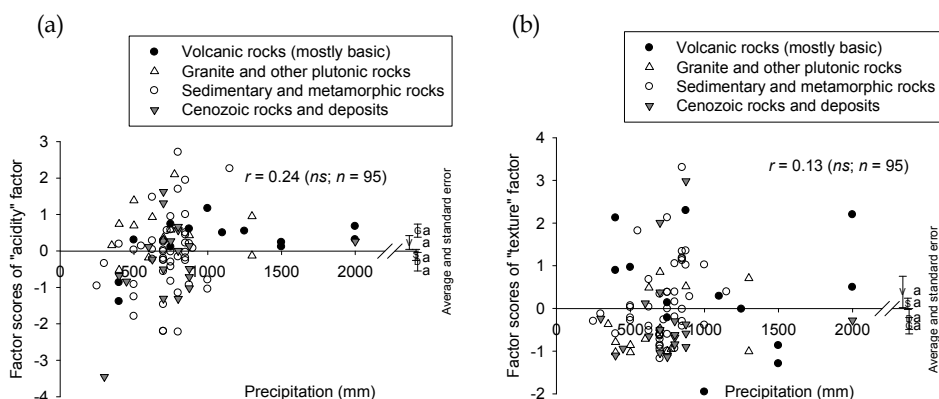 (a)
Volcanic rocks (mostly basic)
Granite and other plutonic rocks
Sedimentary and metamorphic rocks
Cenozoic rocks and deposits
Factor scores of "acidity" factor
3
2
1
0
-1
-2
-3
-4
r = 0.24 (ns; n = 95)
0
500
1000
1500
2000
Precipitation (mm)
a
a
a
a
Average and standard error
(b)
Volcanic rocks (mostly basic)
Granite and other plutonic rocks
Sedimentary and metamorphic rocks
Cenozoic rocks and deposits
Factor scores of "texture" factor
4
3
2
1
0
-1
-2
r = 0.13 (ns; n = 95)
0
500
1000
1500
2000
Precipitation (mm)
a
a
a
a
Average and standard error